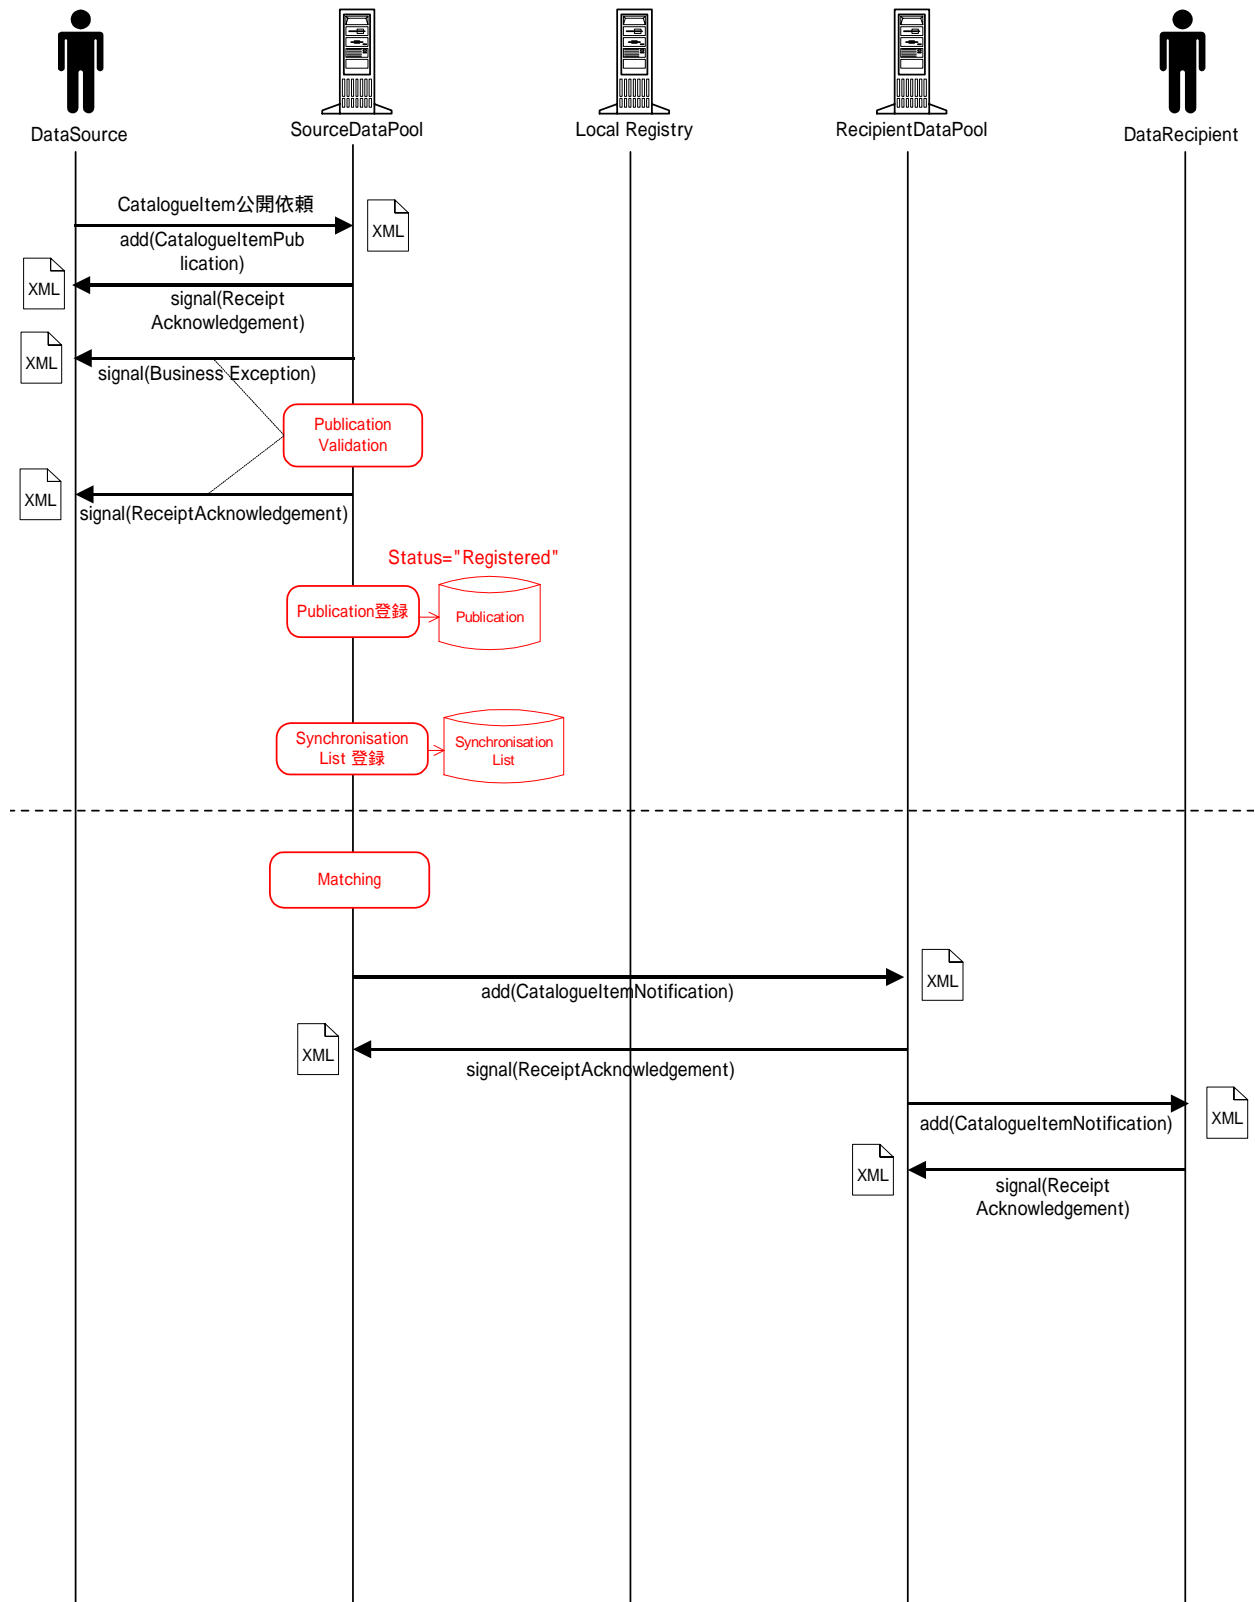 DataSource
SourceDataPool
Local Registry
RecipientDataPool
DataRecipient
CatalogueItem公開依頼
XML
add(CatalogueItemPub
lication)
XML
signal(Receipt
Acknowledgement)
XML
signal(Business Exception)
Publication
Validation
XML
signal(ReceiptAcknowledgement)
Status="Registered"
Publication登録
Publication
Synchronisation
List 登録
Synchronisation
List
Matching
XML
add(CatalogueItemNotification)
XML
signal(ReceiptAcknowledgement)
XML
add(CatalogueItemNotification)
XML
signal(Receipt
Acknowledgement)